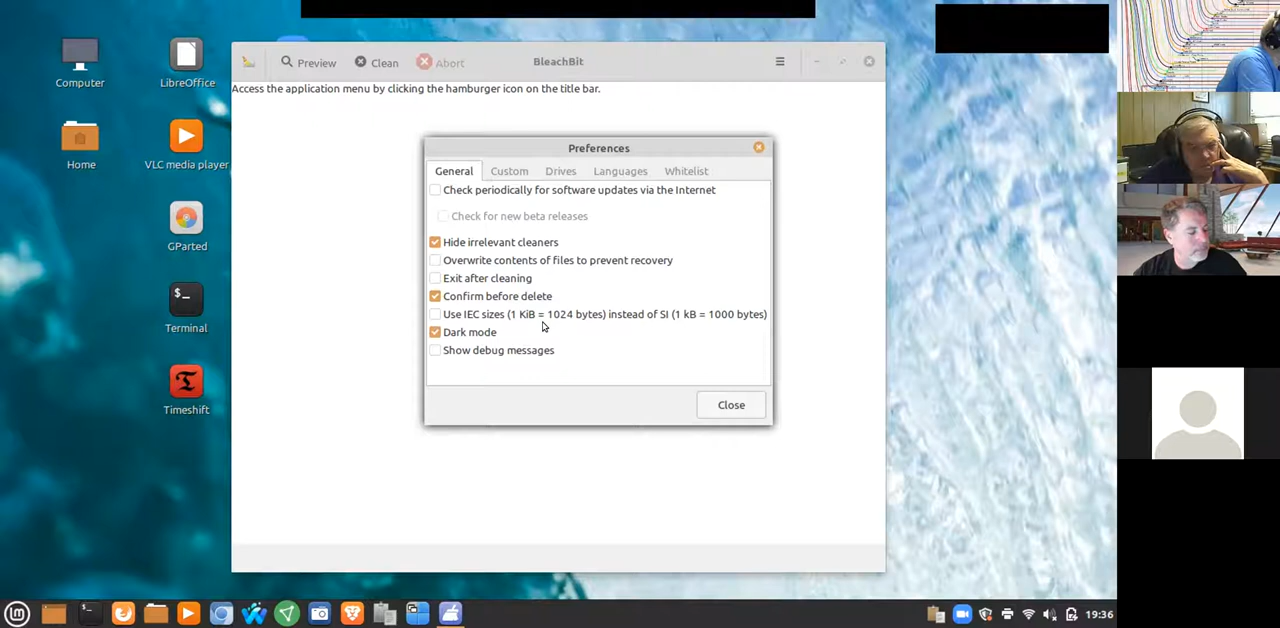 Computer
LibreOffice
Home
VLC media player
GParted
Terminal
Timeshift
Preview
Clean
Abort
BleachBit
Access the application menu by clicking the hamburger icon on the title bar.
Preferences
General
Custom
Drives
Languages
Whitelist
Check periodically for software updates via the Internet
Check for new beta releases
Hide irrelevant cleaners
Overwrite contents of files to prevent recovery
Exit after cleaning
Confirm before delete
Use IEC sizes (1 KiB = 1024 bytes) instead of SI (1 kB = 1000 bytes)
Dark mode
Show debug messages
Close
19:36